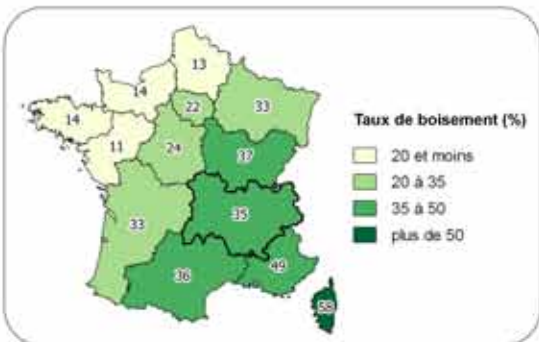 13
14
14
22
33
11
24
37
33
35
36
49
58
Taux de boisement (%)
20 et moins
20 à 35
35 à 50
plus de 50